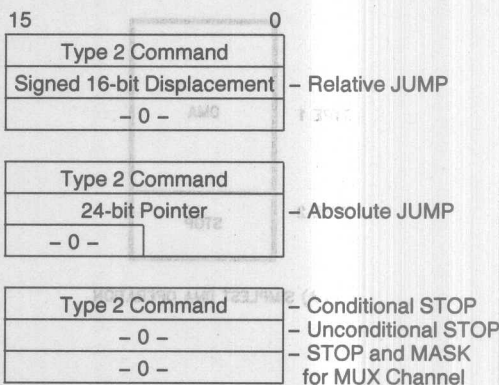 15 0
Type 2 Command
Signed 16-bit Displacement – Relative JUMP
– 0 –
Type 2 Command
24-bit Pointer – Absolute JUMP
– 0 –
Type 2 Command – Conditional STOP
– 0 – – Unconditional STOP
– 0 – – STOP and MASK
for MUX Channel